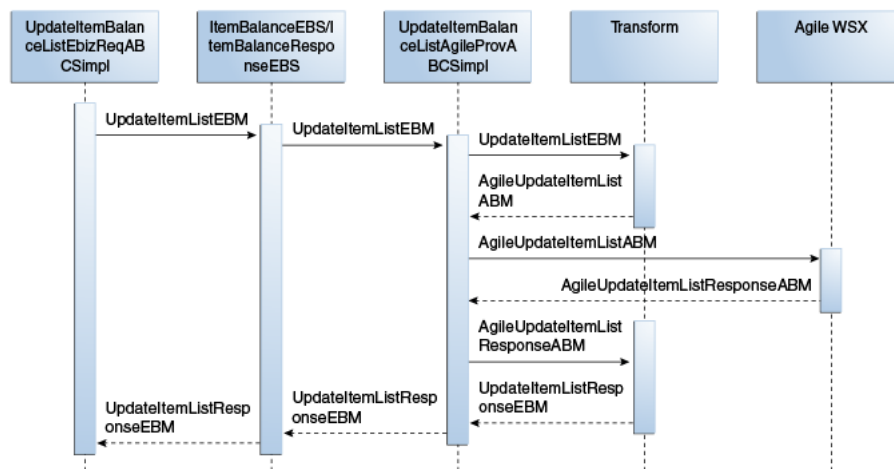 UpdateItemBalan
ceListEbizReqAB
CSimpl
ItemBalanceEBS/I
temBalanceRespo
nseEBS
UpdateItemBalan
ceListAgileProvA
BCSimpl
Transform
Agile WSX
UpdateItemListEBM
UpdateItemListEBM
UpdateItemListEBM
AgileUpdateItemList
ABM
AgileUpdateItemListABM
AgileUpdateItemListResponseABM
AgileUpdateItemList
ResponseABM
UpdateItemListResp
onseEBM
UpdateItemListResp
onseEBM
UpdateItemListResp
onseEBM